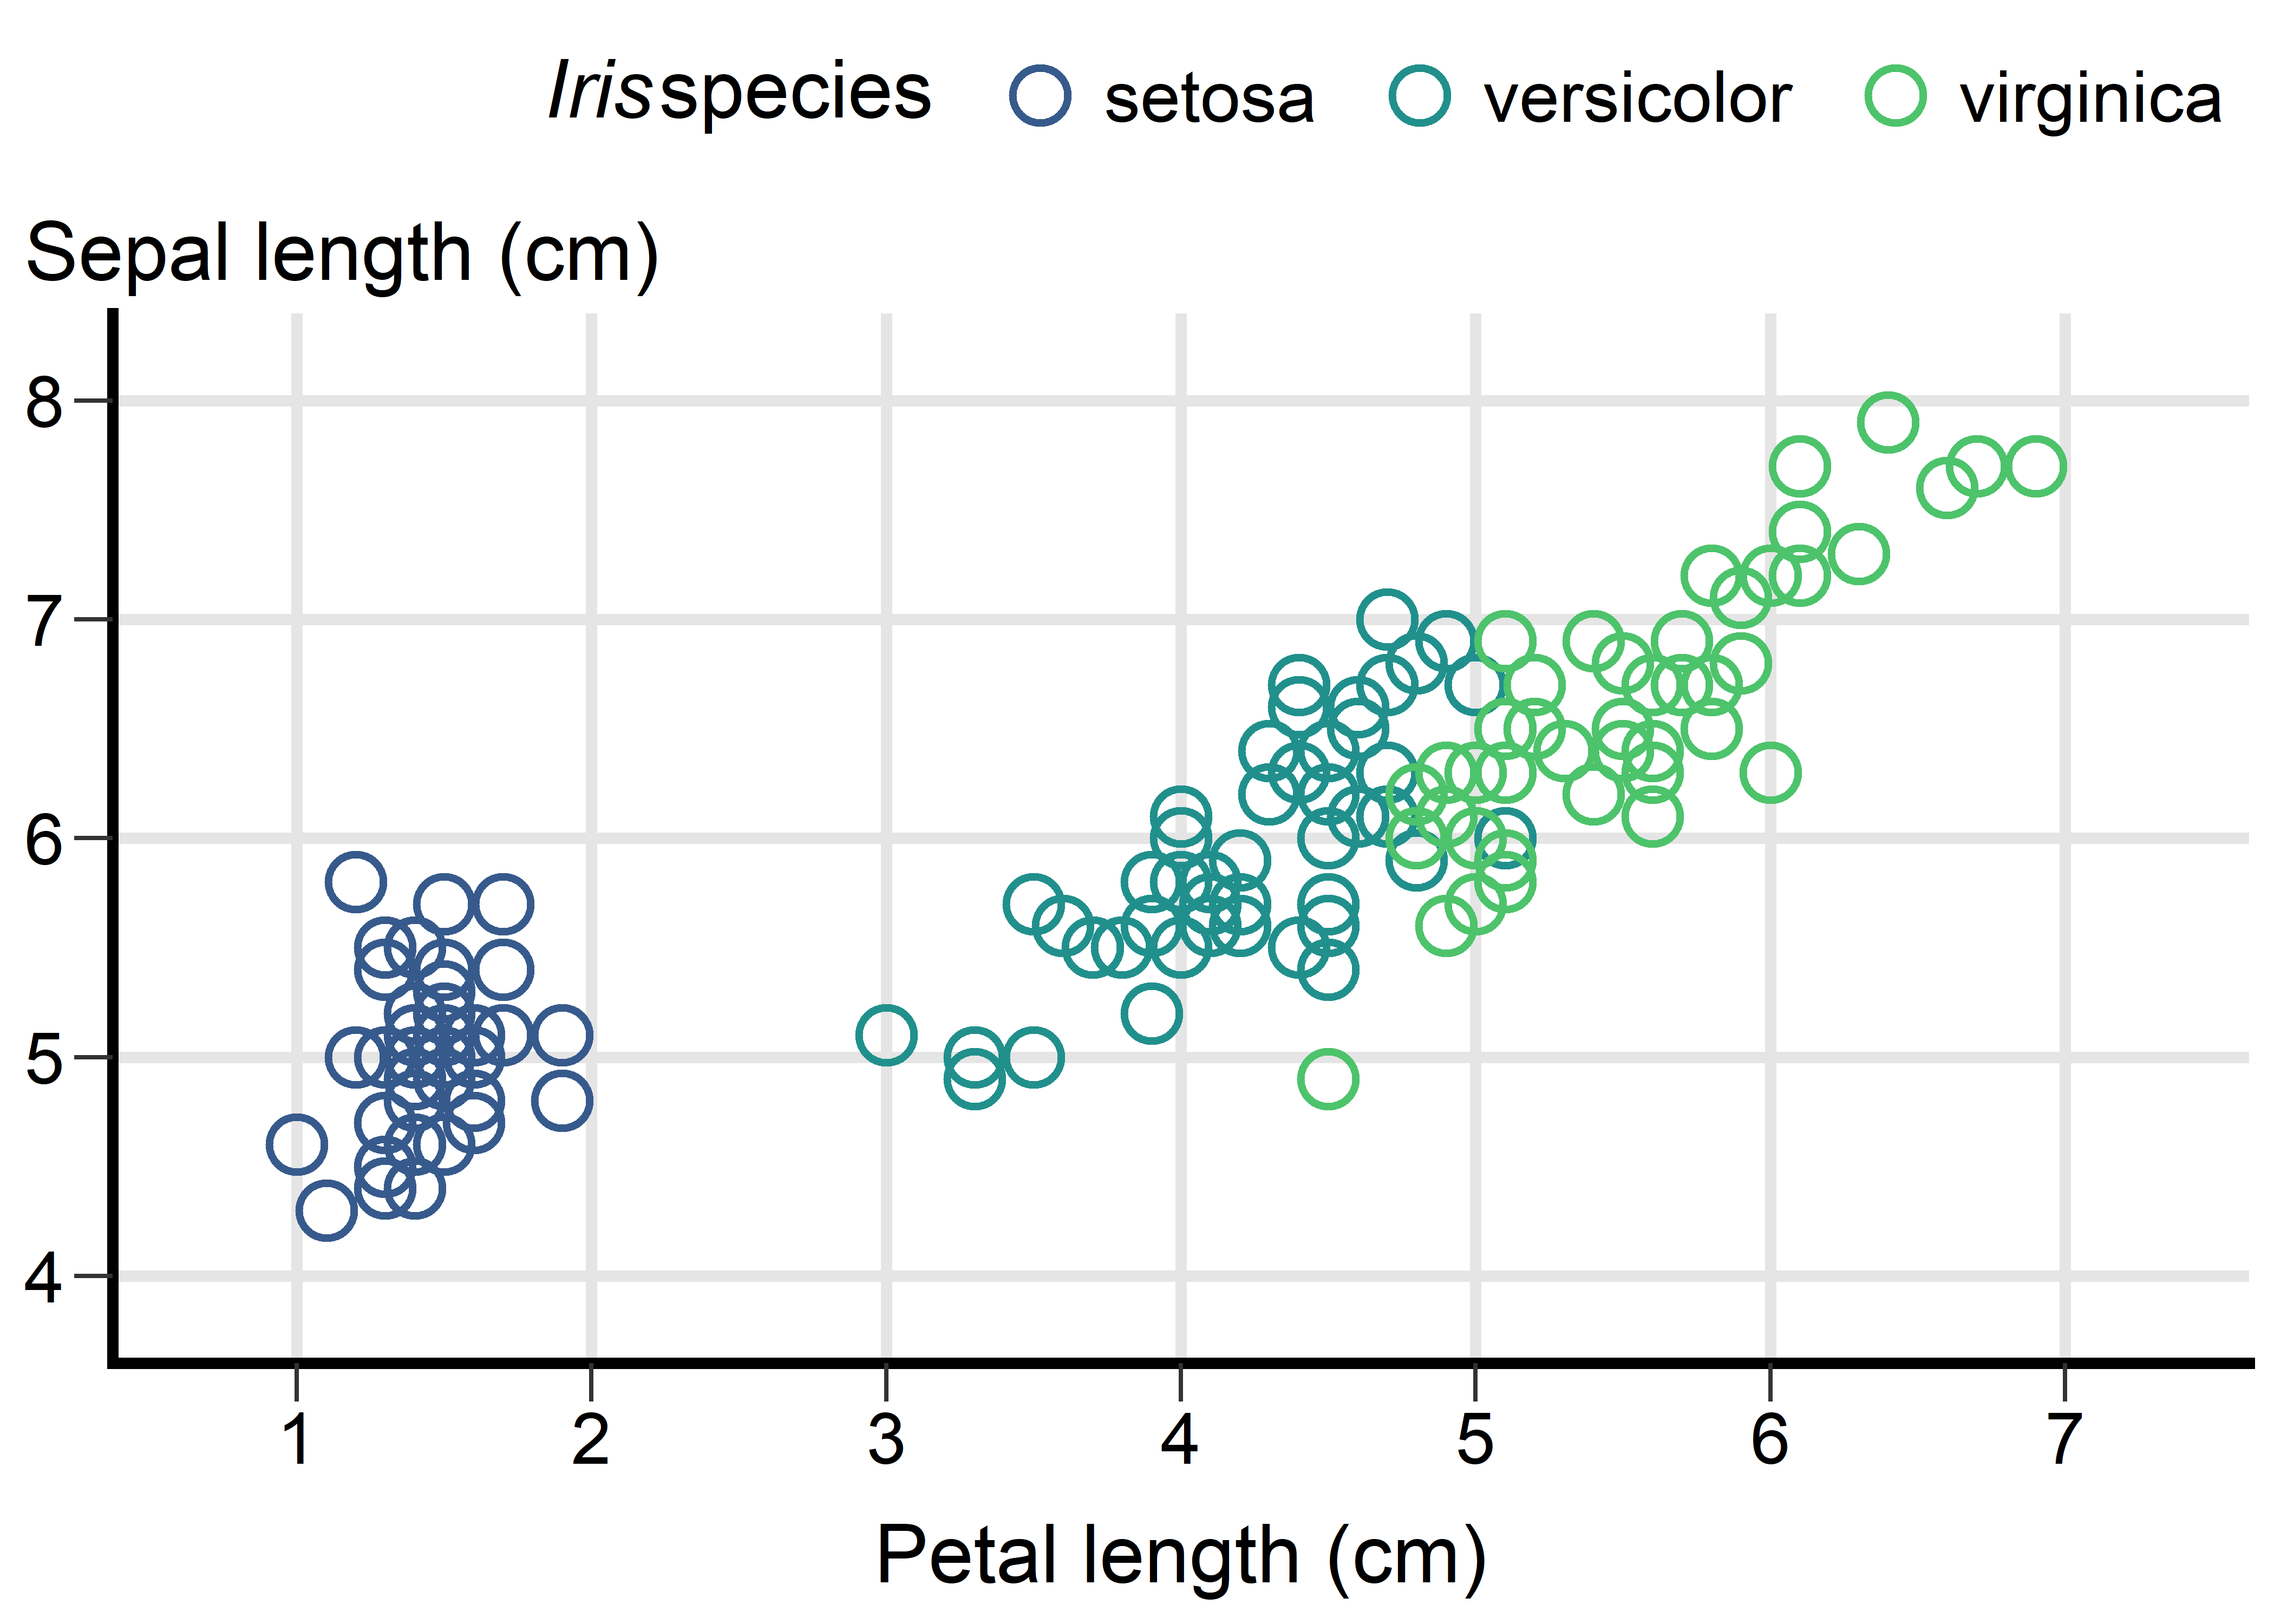 Iris species setosa versicolor virginica
Sepal length (cm)
8
7
6
5
4
1 2 3 4 5 6 7
Petal length (cm)